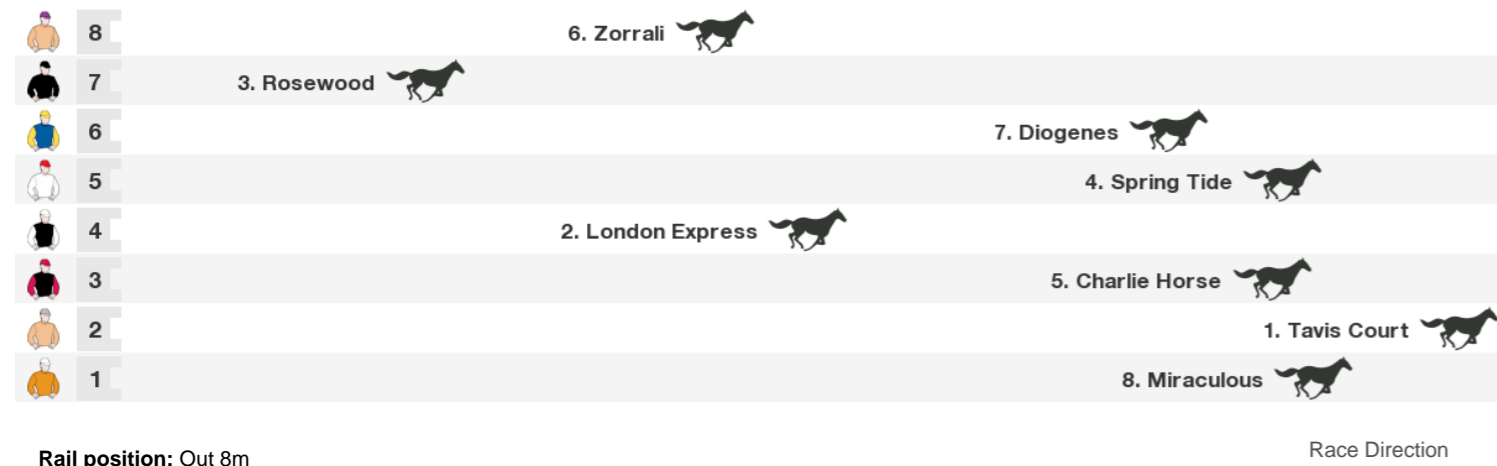 8 6. Zorrali
7 3. Rosewood
6 7. Diogenes
5 4. Spring Tide
4 2. London Express
3 5. Charlie Horse
2 1. Tavis Court
1 8. Miraculous
Rail position: Out 8m
Race Direction